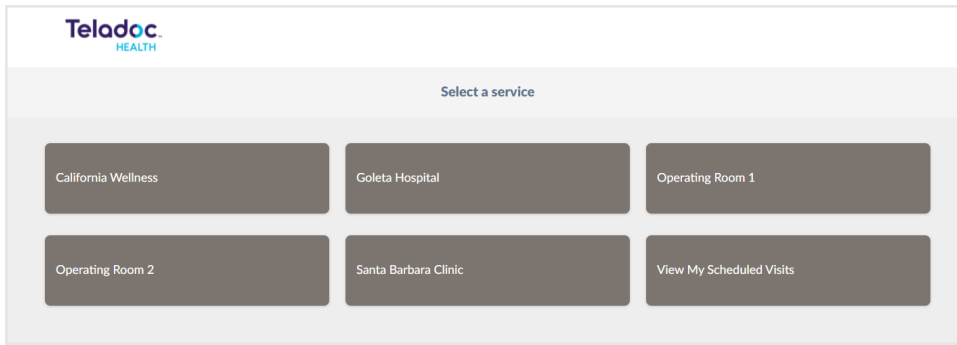 Teladoc
HEALTH
Select a service
California Wellness
Goleta Hospital
Operating Room 1
Operating Room 2
Santa Barbara Clinic
View My Scheduled Visits